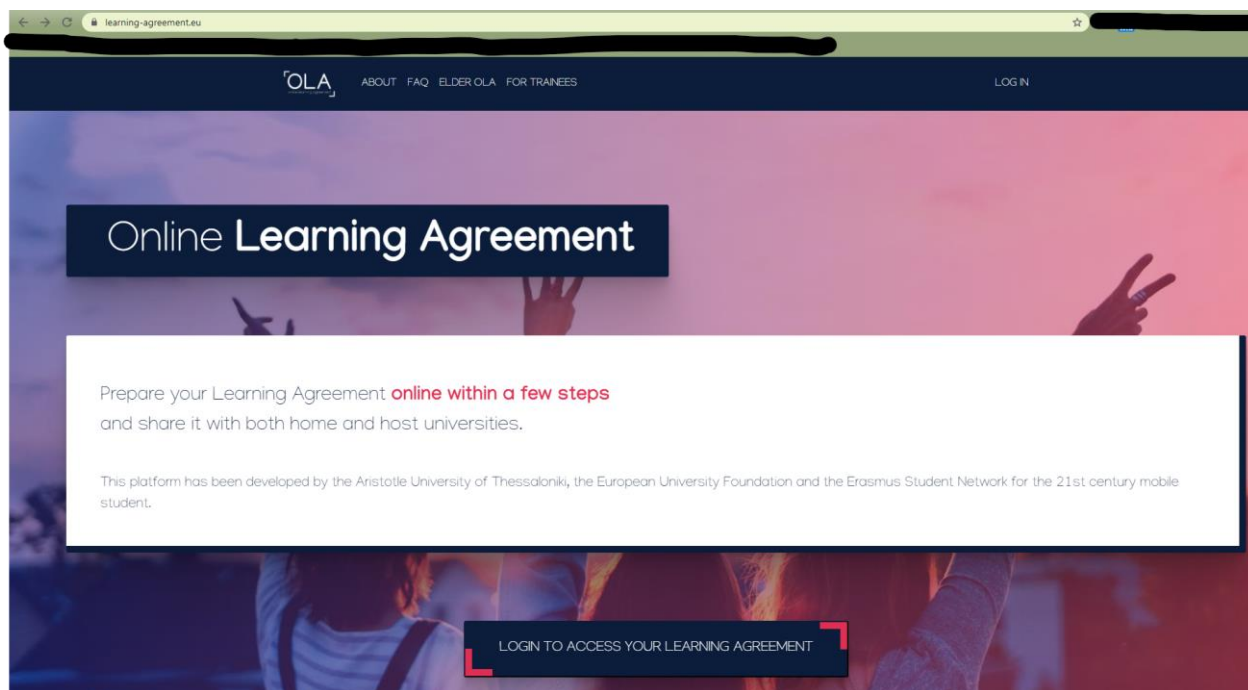 learning-agreement.eu
OLA ABOUT FAQ ELDER OLA FOR TRAINEES LOG IN
Online Learning Agreement
Prepare your Learning Agreement online within a few steps
and share it with both home and host universities.
This platform has been developed by the Aristotle University of Thessaloniki, the European University Foundation and the Erasmus Student Network for the 21st century mobile
student.
LOGIN TO ACCESS YOUR LEARNING AGREEMENT